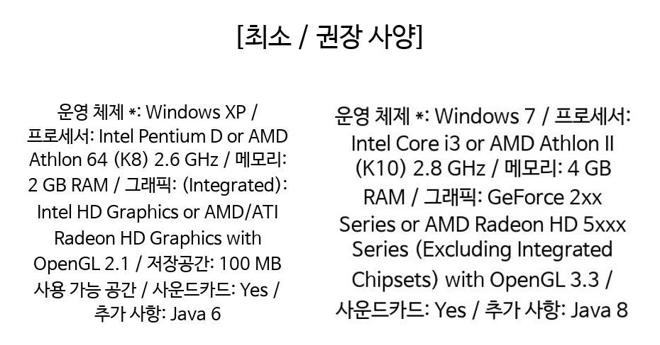 [최소 / 권장 사양]
운영 체제 *: Windows XP /
프로세서: Intel Pentium D or AMD
Athlon 64 (K8) 2.6 GHz / 메모리:
2 GB RAM / 그래픽: (Integrated):
Intel HD Graphics or AMD/ATI
Radeon HD Graphics with
OpenGL 2.1 / 저장공간: 100 MB
사용 가능 공간 / 사운드카드: Yes /
추가 사항: Java 6
운영 체제 *: Windows 7 / 프로세서:
Intel Core i3 or AMD Athlon II
(K10) 2.8 GHz / 메모리: 4 GB
RAM / 그래픽: GeForce 2xx
Series or AMD Radeon HD 5xxx
Series (Excluding Integrated
Chipsets) with OpenGL 3.3 /
사운드카드: Yes / 추가 사항: Java 8